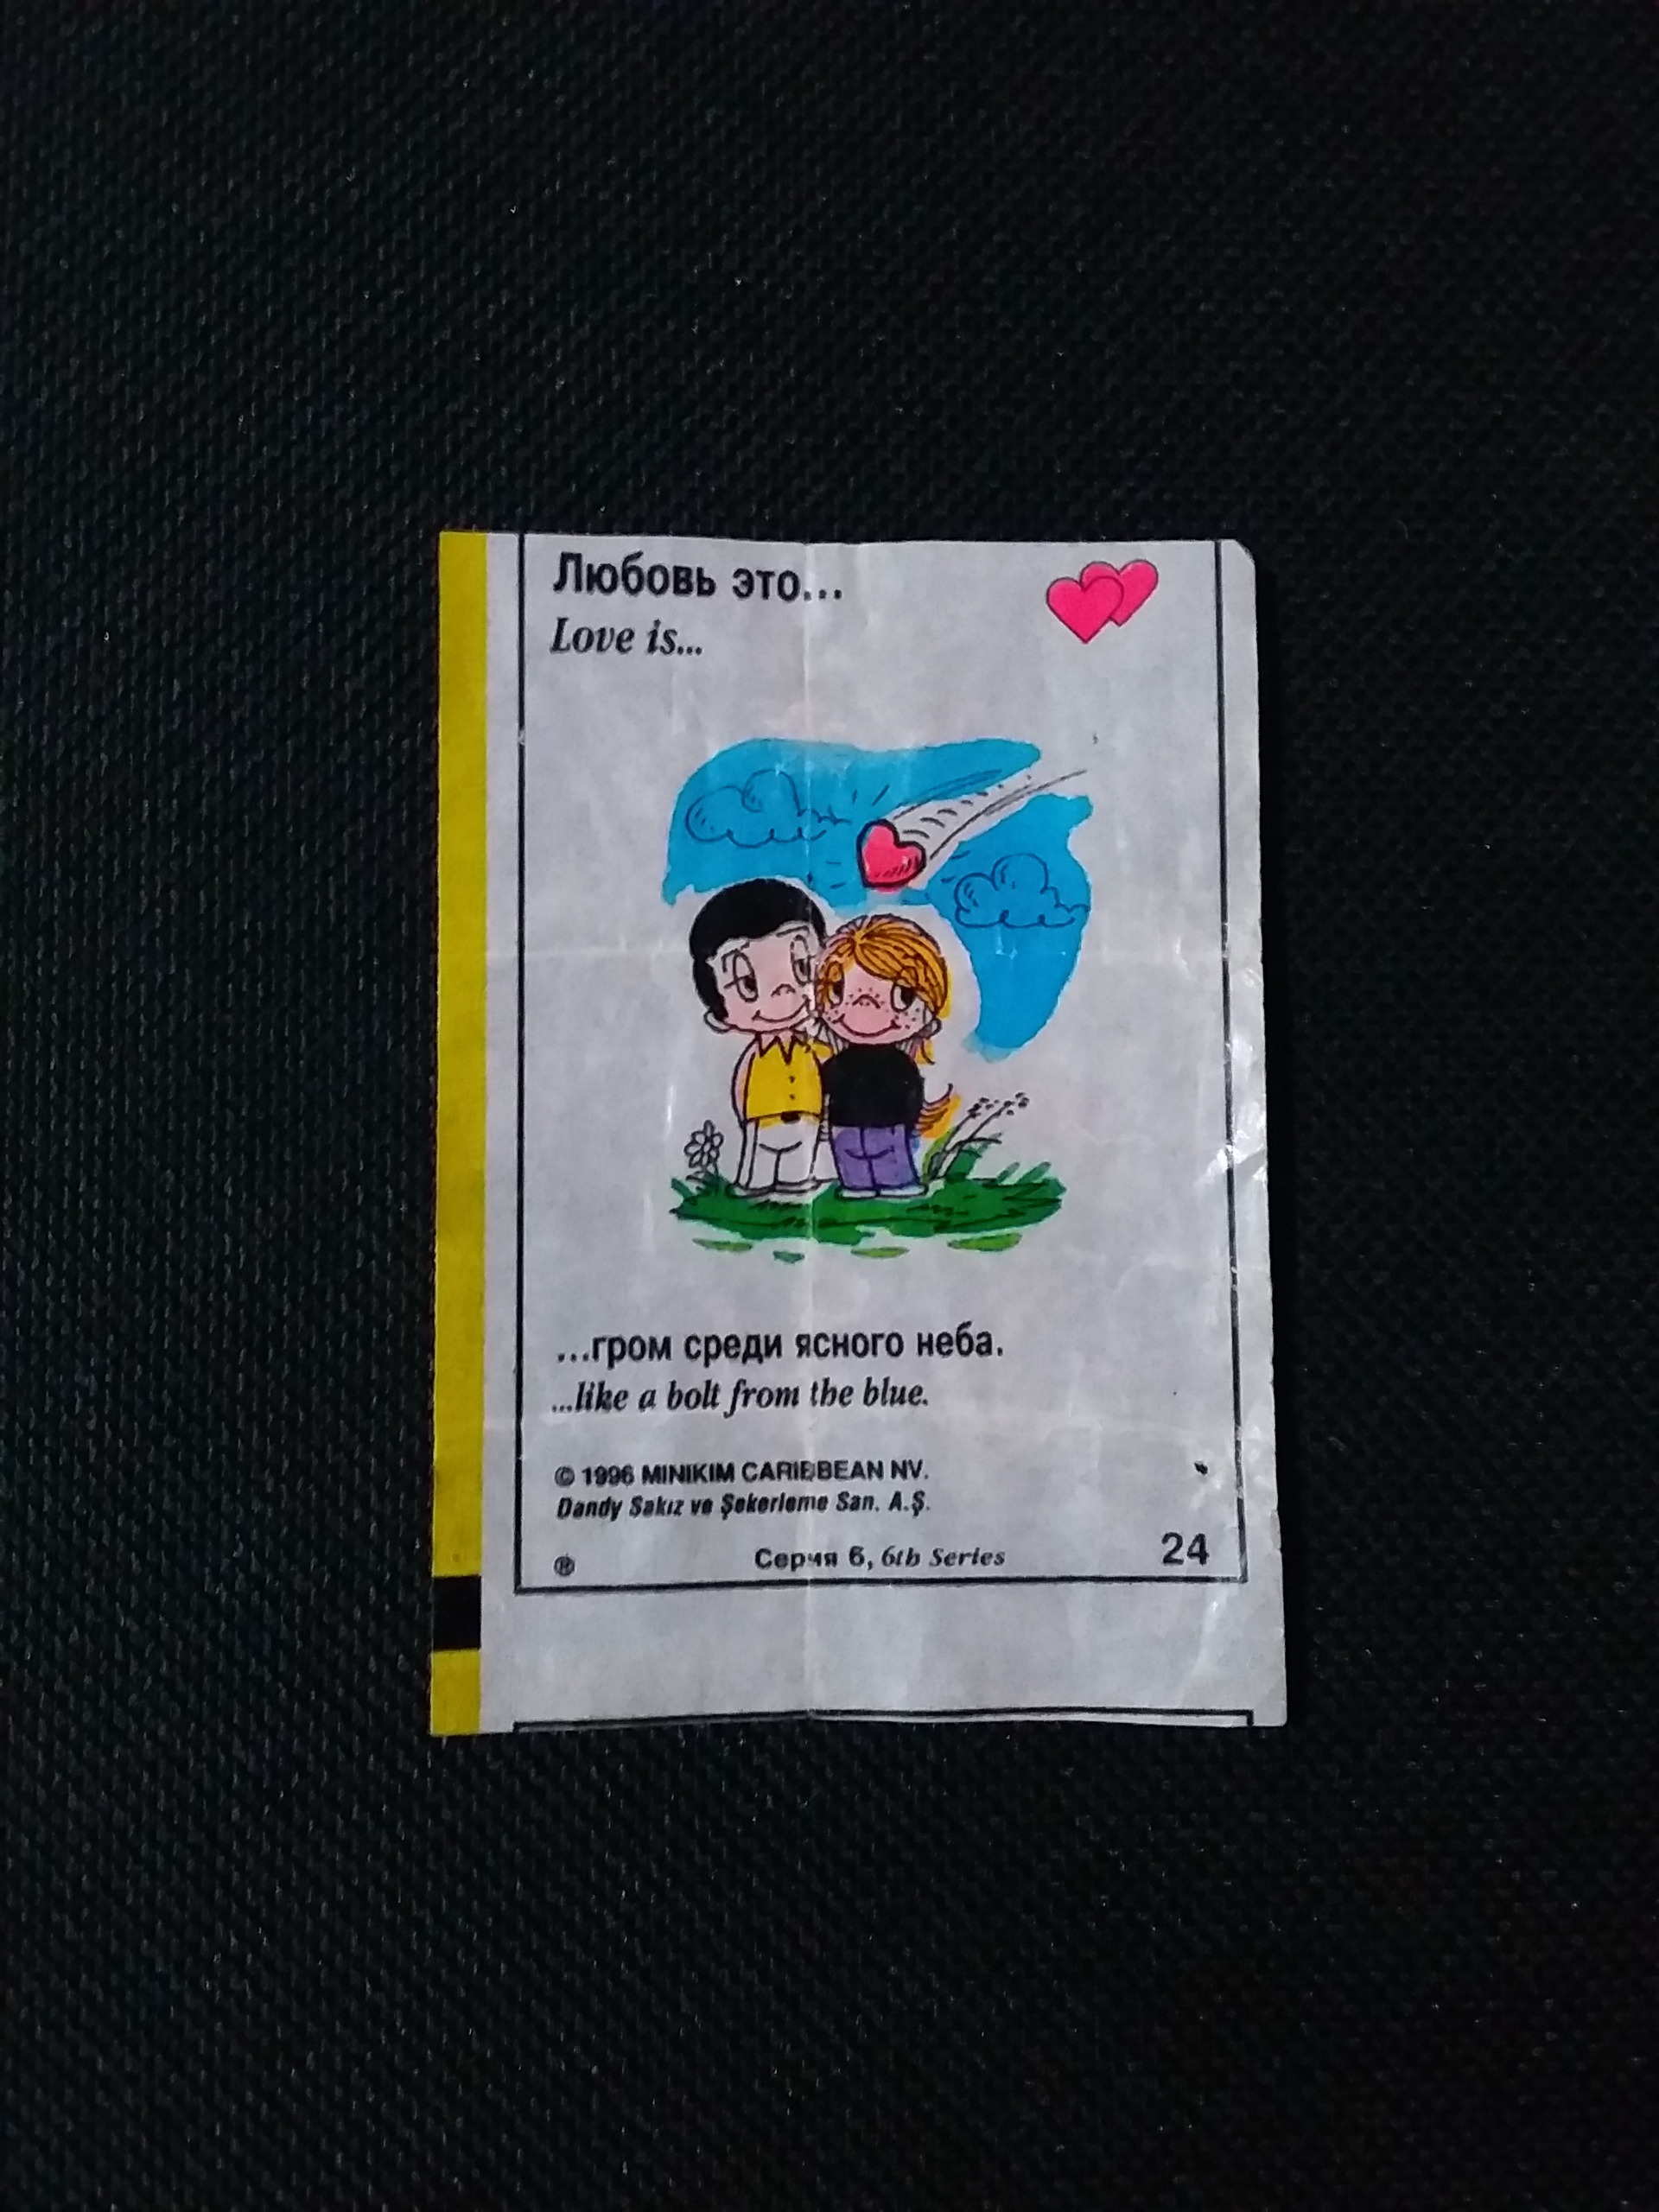 Любовь это...
Love is...
...гром среди ясного неба.
...like a bolt from the blue.
© 1996 MINIKIM CARIBBEAN NV.
Dandy Sakız ve Şekerleme San. A.Ş.
® Серия 6, 6th Series 24